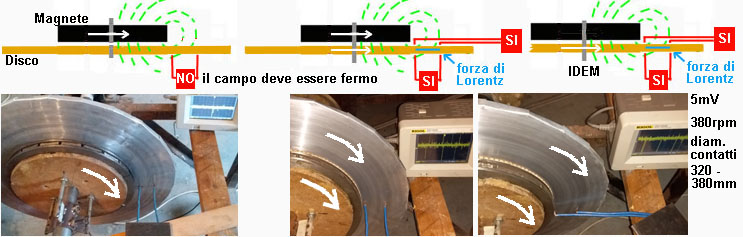 Magnete
Disco
NO il campo deve essere fermo
SI
SI
forza di
Lorentz
SI
SI
IDEM
forza di
Lorentz
5mV
380rpm
diam.
contatti
320 -
380mm